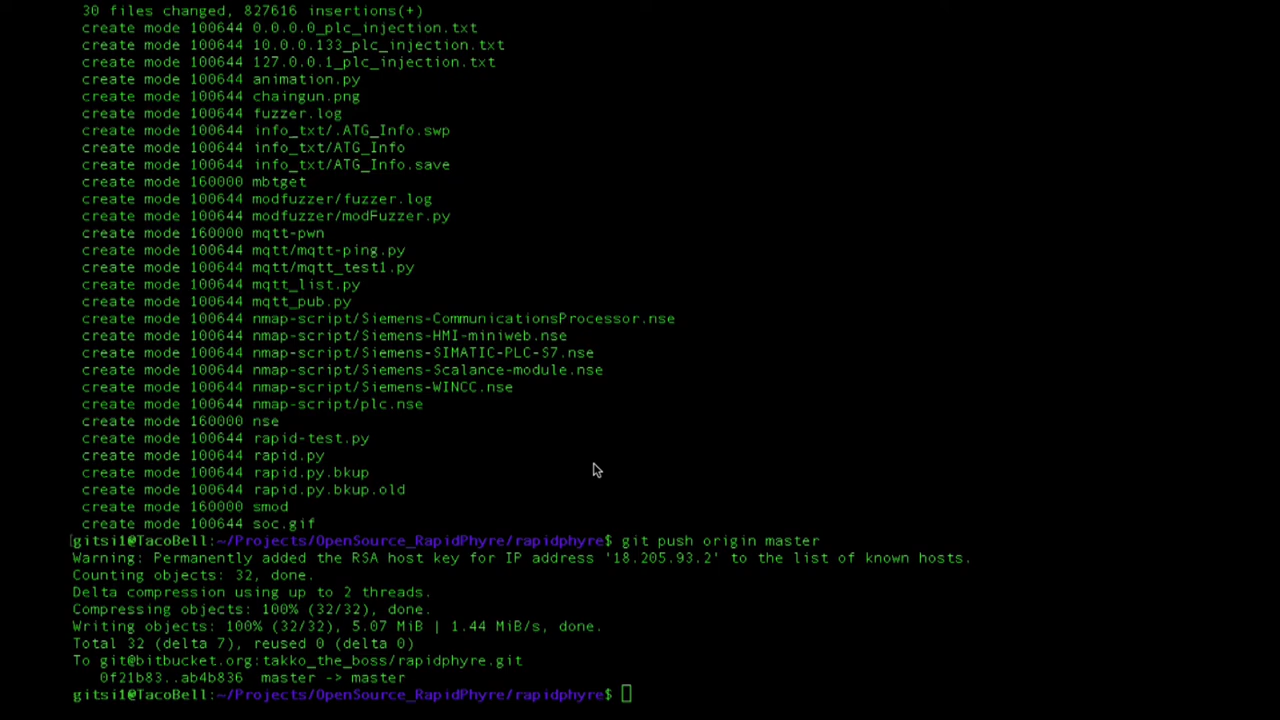 30 files changed, 827616 insertions(+)
create mode 100644 0.0.0.0_plc_injection.txt
create mode 100644 10.0.0.133_plc_injection.txt
create mode 100644 127.0.0.1_plc_injection.txt
create mode 100644 animation.py
create mode 100644 chaingun.png
create mode 100644 fuzzer.log
create mode 100644 info_txt/.ATG_Info.swp
create mode 100644 info_txt/ATG_Info
create mode 100644 info_txt/ATG_Info.save
create mode 160000 mbtget
create mode 100644 modfuzzer/fuzzer.log
create mode 100644 modfuzzer/modFuzzer.py
create mode 160000 mqtt-pwn
create mode 100644 mqtt/mqtt-ping.py
create mode 100644 mqtt/mqtt_test1.py
create mode 100644 mqtt_list.py
create mode 100644 mqtt_pub.py
create mode 100644 nmap-script/Siemens-CommunicationsProcessor.nse
create mode 100644 nmap-script/Siemens-HMI-miniweb.nse
create mode 100644 nmap-script/Siemens-SIMATIC-PLC-S7.nse
create mode 100644 nmap-script/Siemens-Scalance-module.nse
create mode 100644 nmap-script/Siemens-WINCC.nse
create mode 100644 nmap-script/plc.nse
create mode 160000 nse
create mode 100644 rapid-test.py
create mode 100644 rapid.py
create mode 100644 rapid.py.bkup
create mode 100644 rapid.py.bkup.old
create mode 160000 smod
create mode 100644 soc.gif
gitsi1@TacoBell:~/Projects/OpenSource_RapidPhyre/rapidphyre$ git push origin master
Warning: Permanently added the RSA host key for IP address '18.205.93.2' to the list of known hosts.
Counting objects: 32, done.
Delta compression using up to 2 threads.
Compressing objects: 100% (32/32), done.
Writing objects: 100% (32/32), 5.07 MiB | 1.44 MiB/s, done.
Total 32 (delta 7), reused 0 (delta 0)
To git@bitbucket.org:takko_the_boss/rapidphyre.git
0f21b83..ab4b836  master -> master
gitsi1@TacoBell:~/Projects/OpenSource_RapidPhyre/rapidphyre$